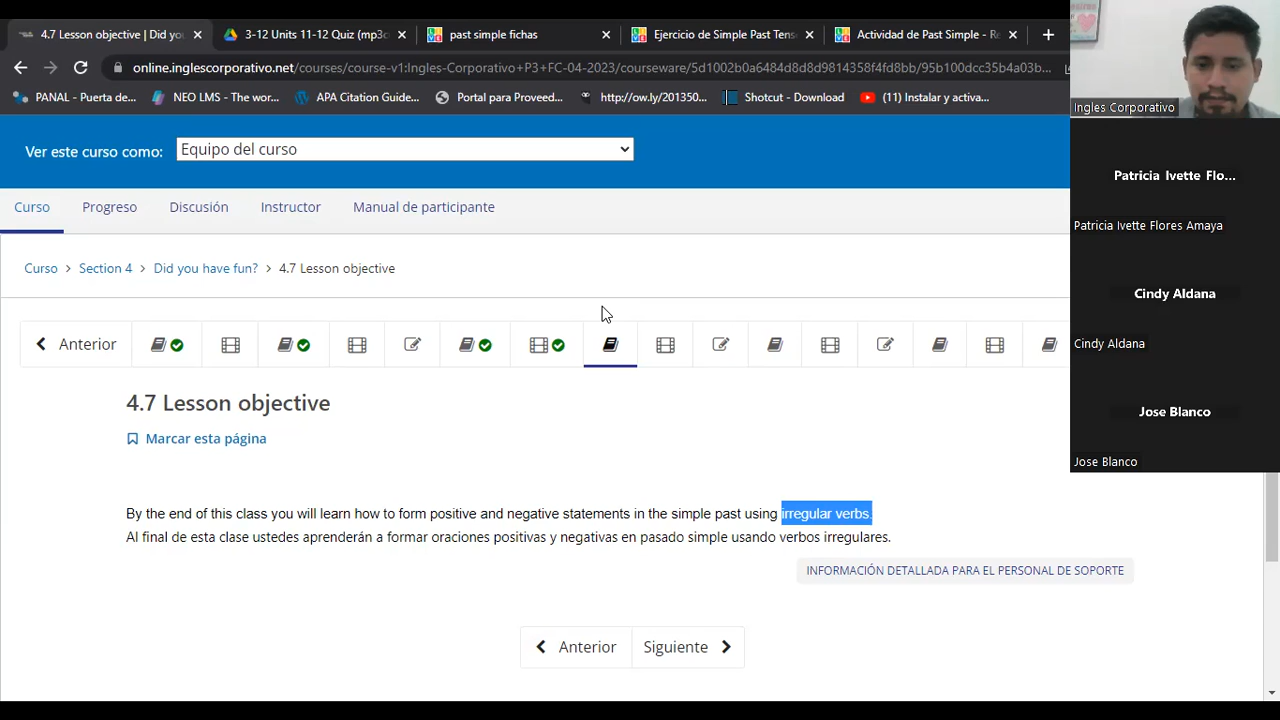 4.7 Lesson objective | Did you
3-12 Units 11-12 Quiz (mp3c
past simple fichas
Ejercicio de Simple Past Tens
Actividad de Past Simple - Re
online.inglescorporativo.net/courses/course-v1:Ingles-Corporativo+P3+FC-04-2023/courseware/
PANAL - Puerta de...
NEO LMS - The wor...
APA Citation Guide...
Portal para Proveed...
http://ow.ly/201350...
Shotcut - Download
(11) Instalar y activa...
Ingles Corporativo
Ver este curso como:
Equipo del curso
Patricia Ivette Flo...
Patricia Ivette Flores Amaya
Curso
Progreso
Discusión
Instructor
Manual de participante
Curso > Section 4 > Did you have fun? > 4.7 Lesson objective
Cindy Aldana
Cindy Aldana
Anterior
4.7 Lesson objective
Jose Blanco
Marcar esta página
Jose Blanco
By the end of this class you will learn how to form positive and negative statements in the simple past using irregular verbs.
Al final de esta clase ustedes aprenderán a formar oraciones positivas y negativas en pasado simple usando verbos irregulares.
INFORMACIÓN DETALLADA PARA EL PERSONAL DE SOPORTE
Anterior
Siguiente